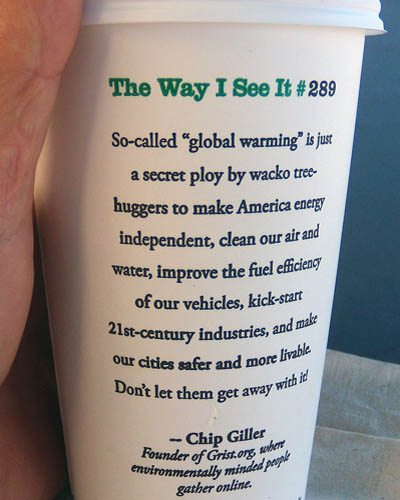 The Way I See It #289
So-called “global warming” is just
a secret ploy by wacko tree-
huggers to make America energy
independent, clean our air and
water, improve the fuel efficiency
of our vehicles, kick-start
21st-century industries, and make
our cities safer and more livable.
Don’t let them get away with it!
-- Chip Giller
Founder of Grist.org, where
environmentally minded people
gather online.